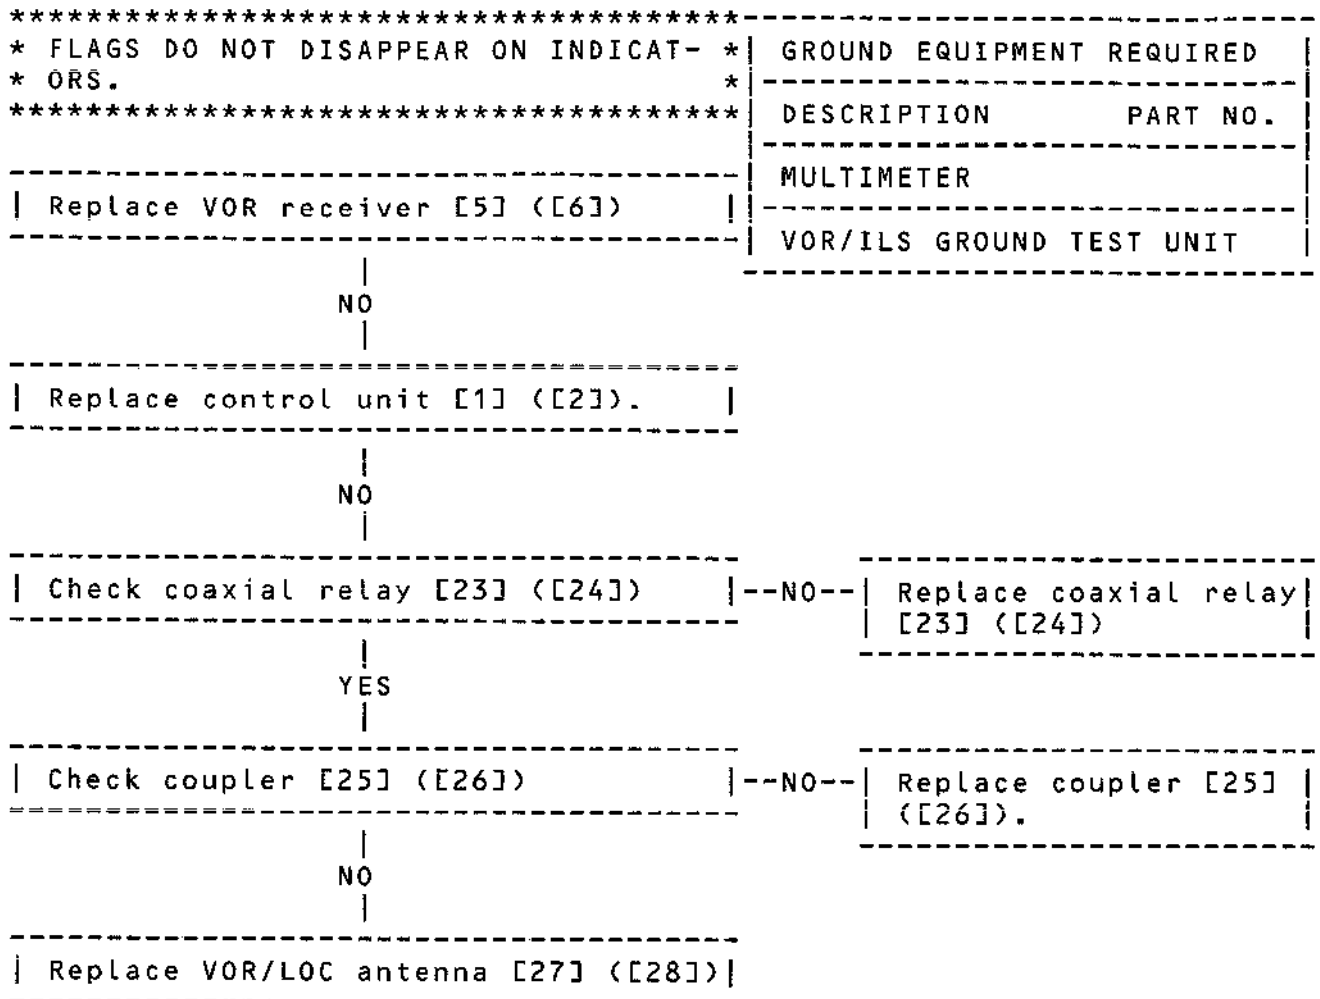 * FLAGS DO NOT DISAPPEAR ON INDICAT- *
* ORS. *
GROUND EQUIPMENT REQUIRED
DESCRIPTION PART NO.
MULTIMETER
VOR/ILS GROUND TEST UNIT
Replace VOR receiver [5] ([6])
NO
Replace control unit [1] ([2]).
NO
Check coaxial relay [23] ([24])
--NO--
Replace coaxial relay
[23] ([24])
YES
Check coupler [25] ([26])
--NO--
Replace coupler [25]
([26]).
NO
Replace VOR/LOC antenna [27] ([28])